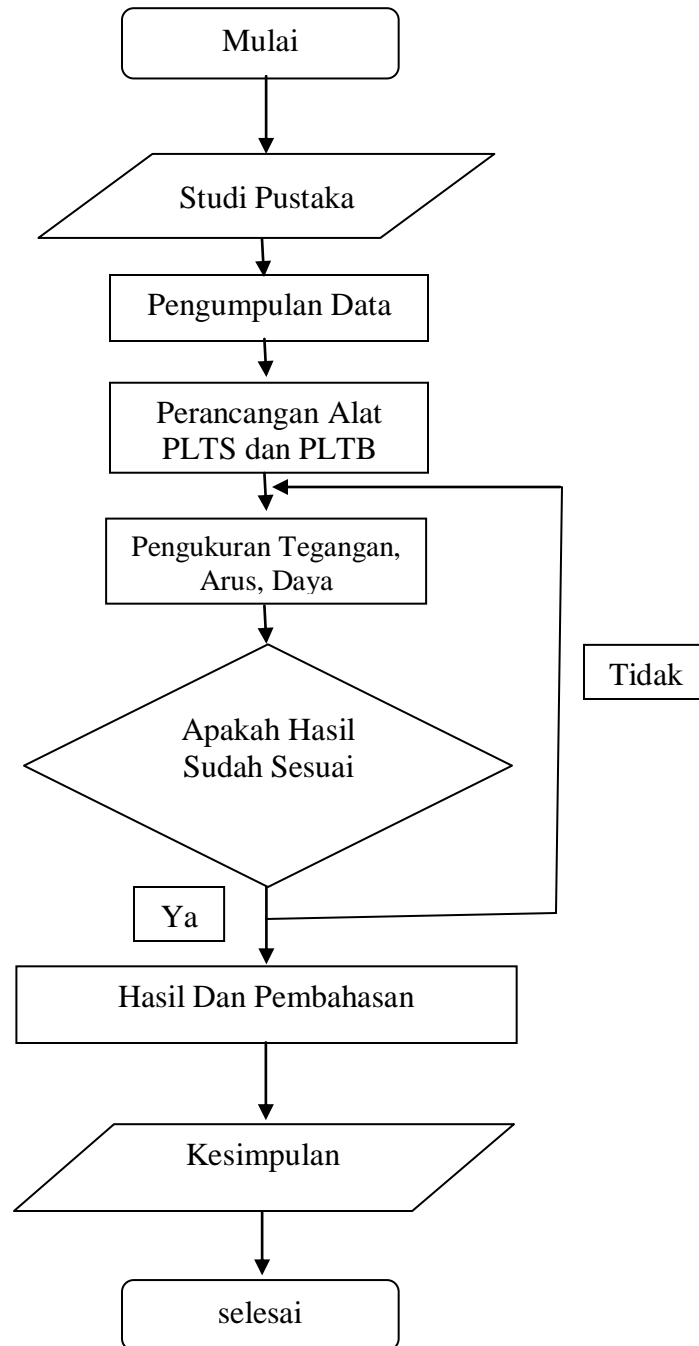 Mulai
Studi Pustaka
Pengumpulan Data
Perancangan Alat
PLTS dan PLTB
Pengukuran Tegangan,
Arus, Daya
Tidak
Apakah Hasil
Sudah Sesuai
Ya
Hasil Dan Pembahasan
Kesimpulan
selesai